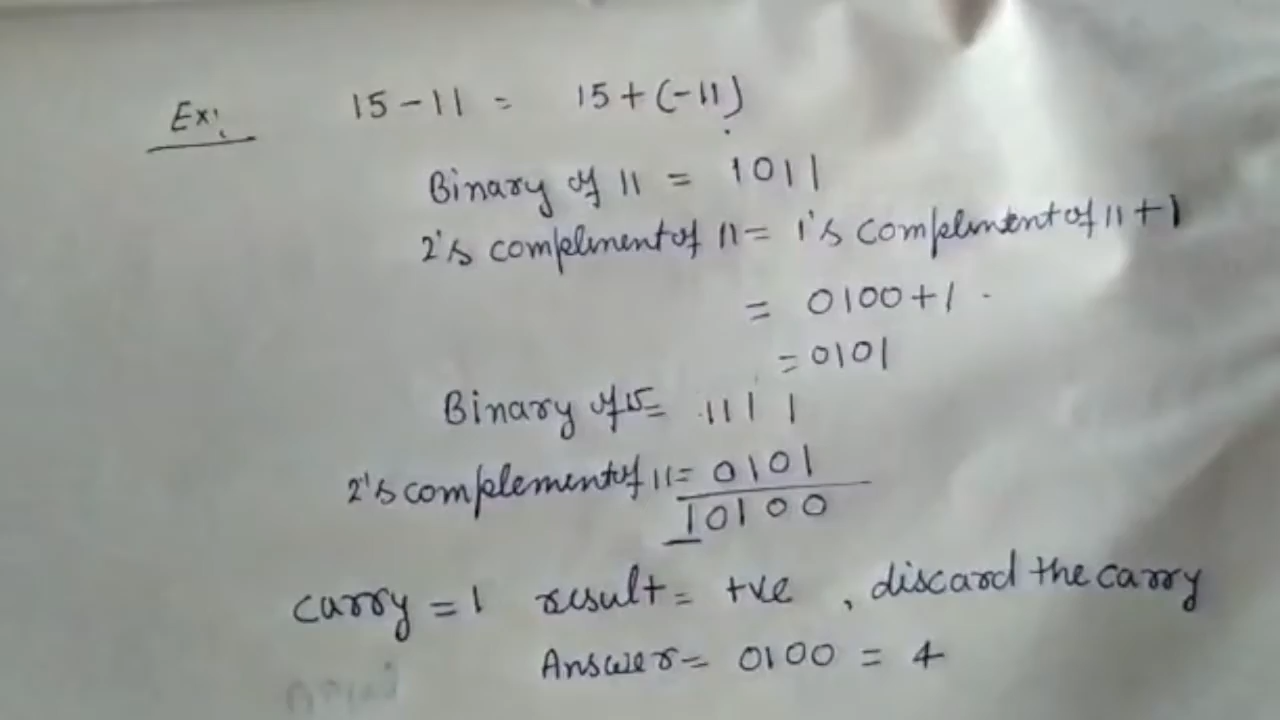 Ex:
15-11 = 15+(-11)
Binary of 11 = 1011
2's compliment of 11 = 1's compliment of 11+1
= 0100+1
= 0101
Binary of 15 = 1111
2's complement of 11 = 0101
10100
carry = 1 result = +ve , discard the carry
Answer = 0100 = 4